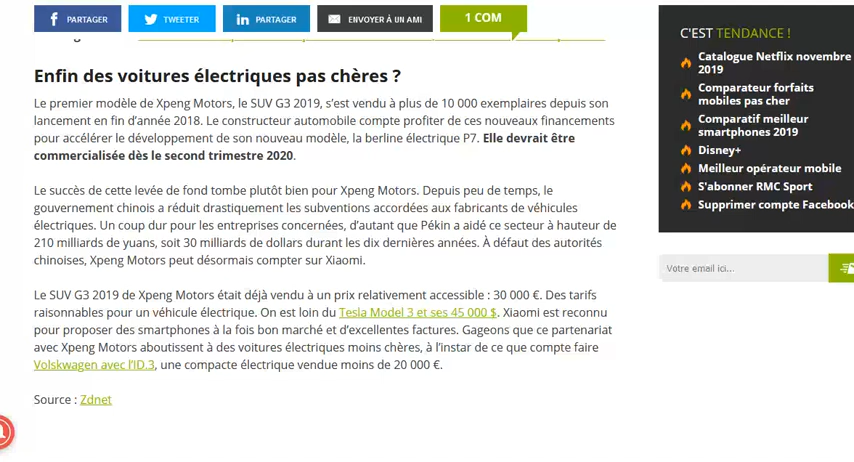 PARTAGER
TWEETER
PARTAGER
ENVOYER À UN AMI
1 COM
Enfin des voitures électriques pas chères ?
Le premier modèle de Xpeng Motors, le SUV G3 2019, s’est vendu à plus de 10 000 exemplaires depuis son
lancement en fin d’année 2018. Le constructeur automobile compte profiter de ces nouveaux financements
pour accélérer le développement de son nouveau modèle, la berline électrique P7. Elle devrait être
commercialisée dès le second trimestre 2020.
Le succès de cette levée de fond tombe plutôt bien pour Xpeng Motors. Depuis peu de temps, le
gouvernement chinois a réduit drastiquement les subventions accordées aux fabricants de véhicules
électriques. Un coup dur pour les entreprises concernées, d’autant que Pékin a aidé ce secteur à hauteur de
210 milliards de yuans, soit 30 milliards de dollars durant les dix dernières années. À défaut des autorités
chinoises, Xpeng Motors peut désormais compter sur Xiaomi.
Le SUV G3 2019 de Xpeng Motors était déjà vendu à un prix relativement accessible : 30 000 €. Des tarifs
raisonnables pour un véhicule électrique. On est loin du Tesla Model 3 et ses 45 000 $. Xiaomi est reconnu
pour proposer des smartphones à la fois bon marché et d’excellentes factures. Gageons que ce partenariat
avec Xpeng Motors aboutissent à des voitures électriques moins chères, à l’instar de ce que compte faire
Volskwagen avec l’ID.3, une compacte électrique vendue moins de 20 000 €.
Source : Zdnet
C'EST TENDANCE !
Catalogue Netflix novembre
2019
Comparateur forfaits
mobiles pas cher
Comparatif meilleur
smartphones 2019
Disney+
Meilleur opérateur mobile
S'abonner RMC Sport
Supprimer compte Facebook
Votre email ici...